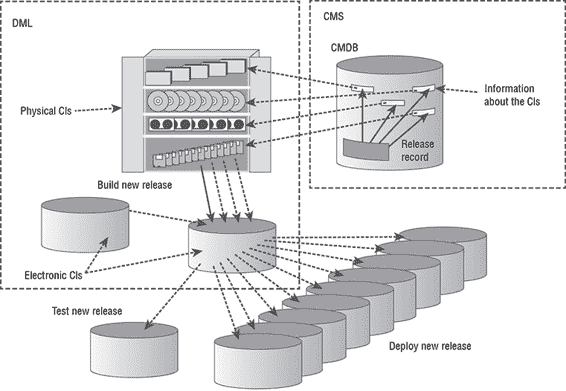 DML
CMS
CMDB
Physical CIs
Information
about the CIs
Release
record
Build new release
Electronic CIs
Test new release
Deploy new release